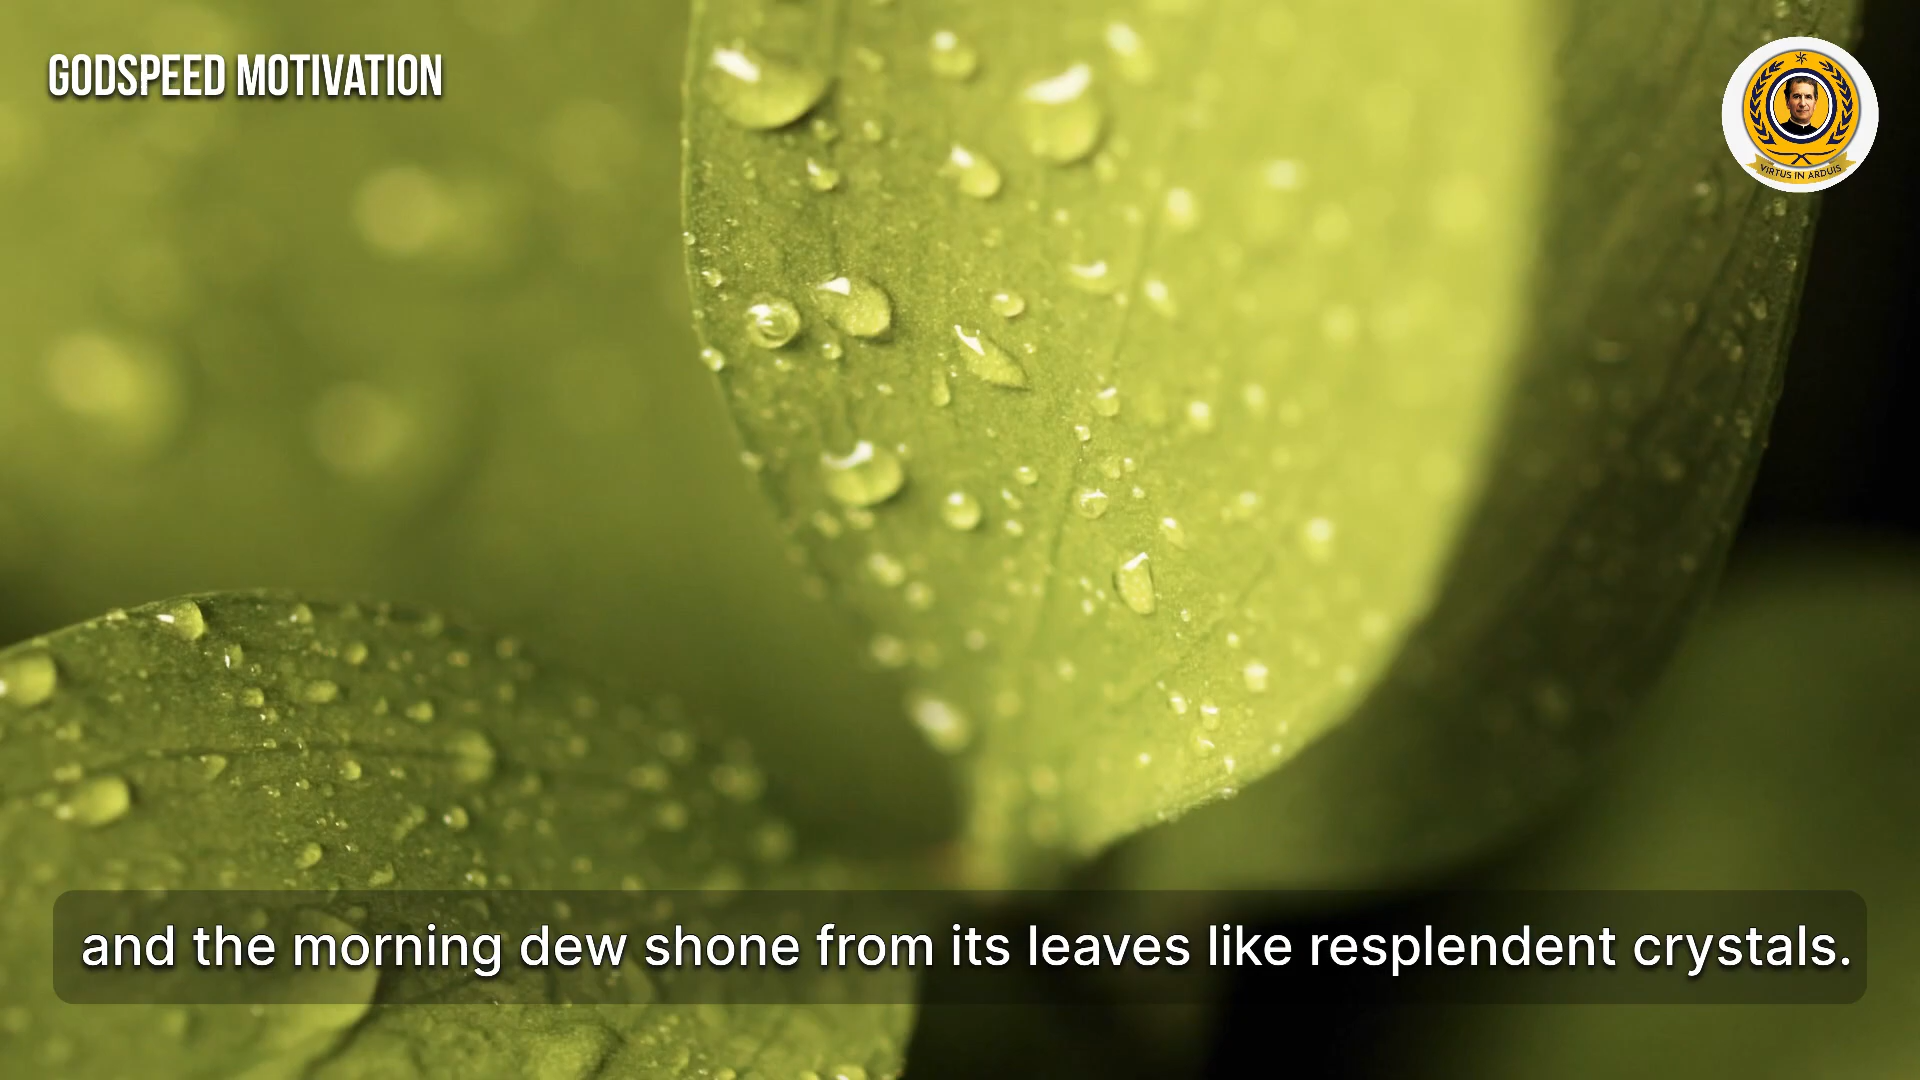 GODSPEED MOTIVATION
VIRTUS IN ARDUIS
and the morning dew shone from its leaves like resplendent crystals.